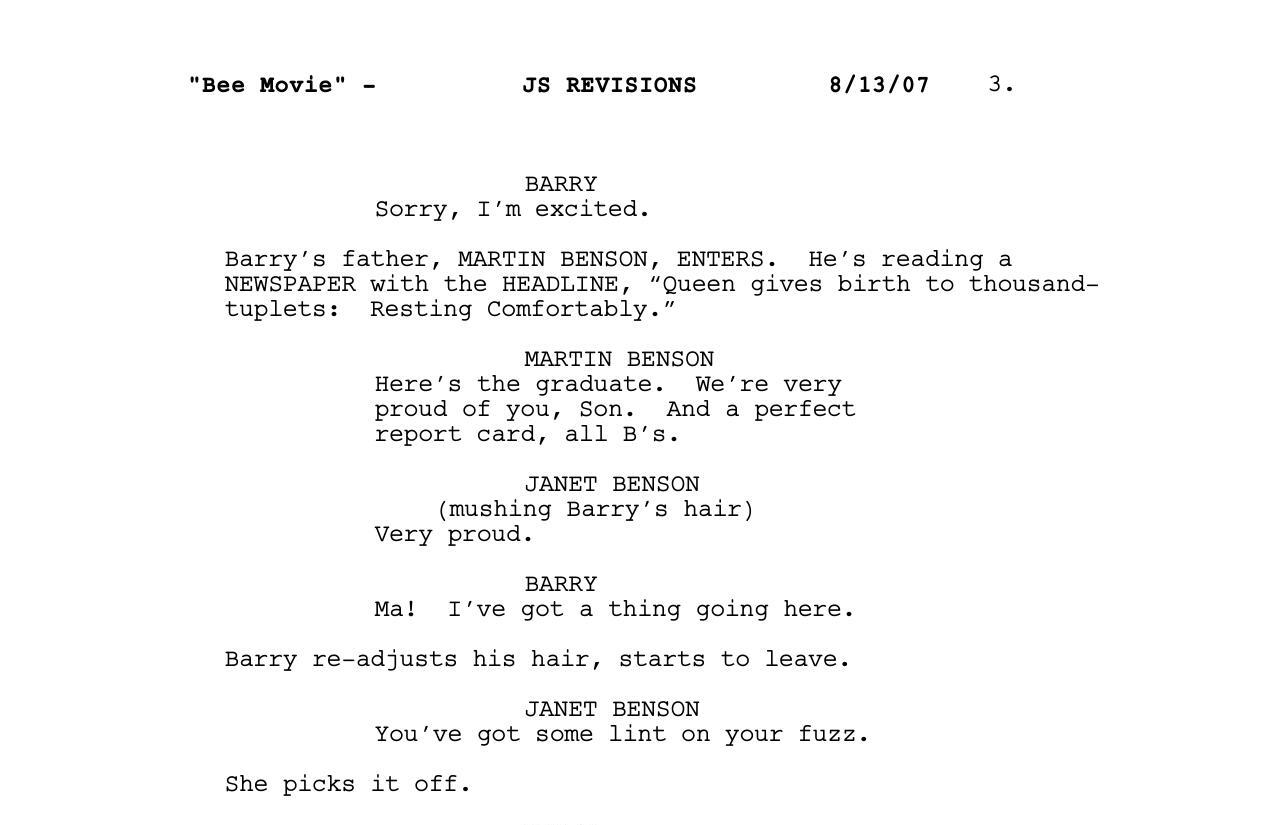 "Bee Movie" - JS REVISIONS 8/13/07 3.
BARRY
Sorry, I’m excited.
Barry’s father, MARTIN BENSON, ENTERS.  He’s reading a
NEWSPAPER with the HEADLINE, “Queen gives birth to thousand-
tuplets:  Resting Comfortably.”
MARTIN BENSON
Here’s the graduate.  We’re very
proud of you, Son.  And a perfect
report card, all B’s.
JANET BENSON
(mushing Barry’s hair)
Very proud.
BARRY
Ma!  I’ve got a thing going here.
Barry re-adjusts his hair, starts to leave.
JANET BENSON
You’ve got some lint on your fuzz.
She picks it off.